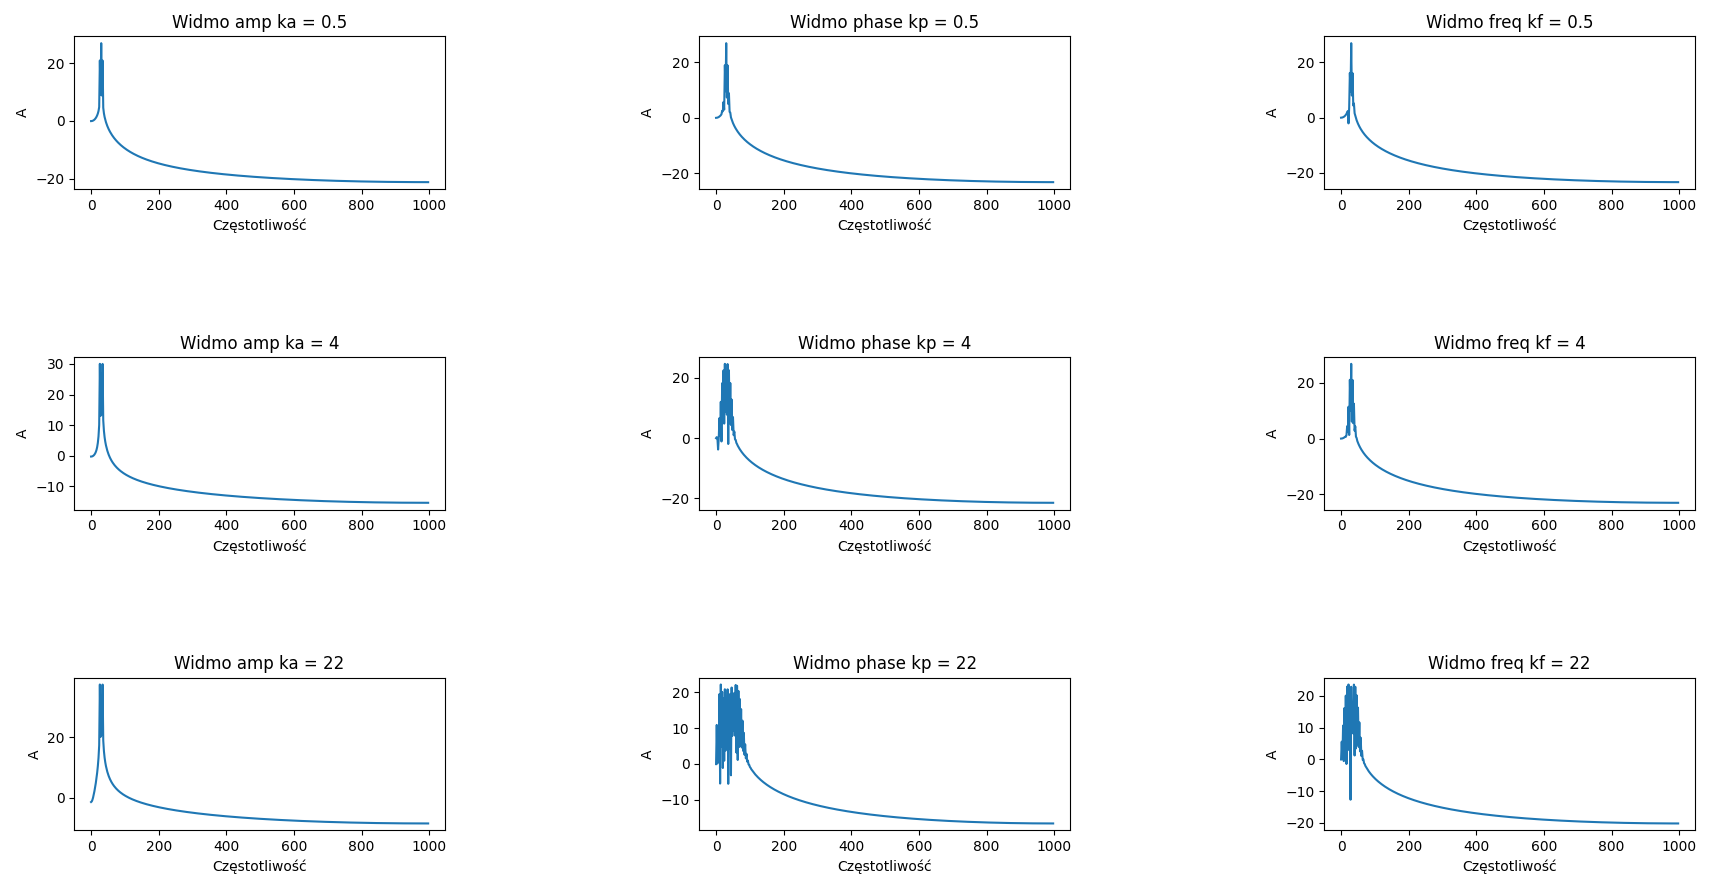 Widmo amp ka = 0.5
20
0
−20
A
0 200 400 600 800 1000
Częstotliwość
Widmo phase kp = 0.5
20
0
−20
A
0 200 400 600 800 1000
Częstotliwość
Widmo freq kf = 0.5
20
0
−20
A
0 200 400 600 800 1000
Częstotliwość
Widmo amp ka = 4
30
20
10
0
−10
A
0 200 400 600 800 1000
Częstotliwość
Widmo phase kp = 4
20
0
−20
A
0 200 400 600 800 1000
Częstotliwość
Widmo freq kf = 4
20
0
−20
A
0 200 400 600 800 1000
Częstotliwość
Widmo amp ka = 22
20
0
A
0 200 400 600 800 1000
Częstotliwość
Widmo phase kp = 22
20
10
0
−10
A
0 200 400 600 800 1000
Częstotliwość
Widmo freq kf = 22
20
10
0
−10
−20
A
0 200 400 600 800 1000
Częstotliwość